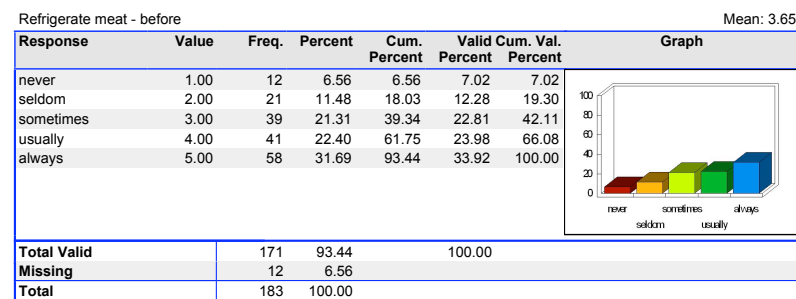 Refrigerate meat - before Mean: 3.65
Response Value Freq. Percent Cum. Percent Valid Percent Cum. Val. Percent Graph
never 1.00 12 6.56 6.56 7.02 7.02
seldom 2.00 21 11.48 18.03 12.28 19.30
sometimes 3.00 39 21.31 39.34 22.81 42.11
usually 4.00 41 22.40 61.75 23.98 66.08
always 5.00 58 31.69 93.44 33.92 100.00
100
80
60
40
20
0
never sometimes always
seldom usually
Total Valid 171 93.44 100.00
Missing 12 6.56
Total 183 100.00